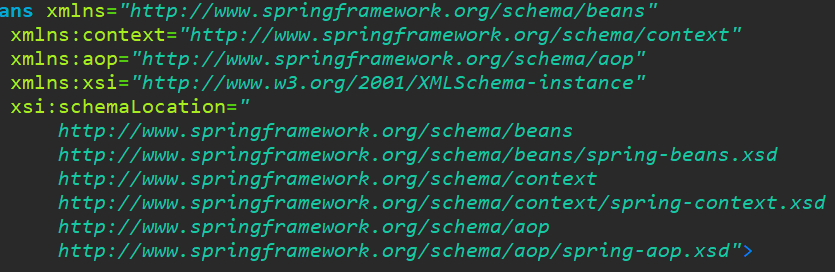 ans xmlns="http://www.springframework.org/schema/beans"
xmlns:context="http://www.springframework.org/schema/context"
xmlns:aop="http://www.springframework.org/schema/aop"
xmlns:xsi="http://www.w3.org/2001/XMLSchema-instance"
xsi:schemaLocation="
http://www.springframework.org/schema/beans
http://www.springframework.org/schema/beans/spring-beans.xsd
http://www.springframework.org/schema/context
http://www.springframework.org/schema/context/spring-context.xsd
http://www.springframework.org/schema/aop
http://www.springframework.org/schema/aop/spring-aop.xsd">